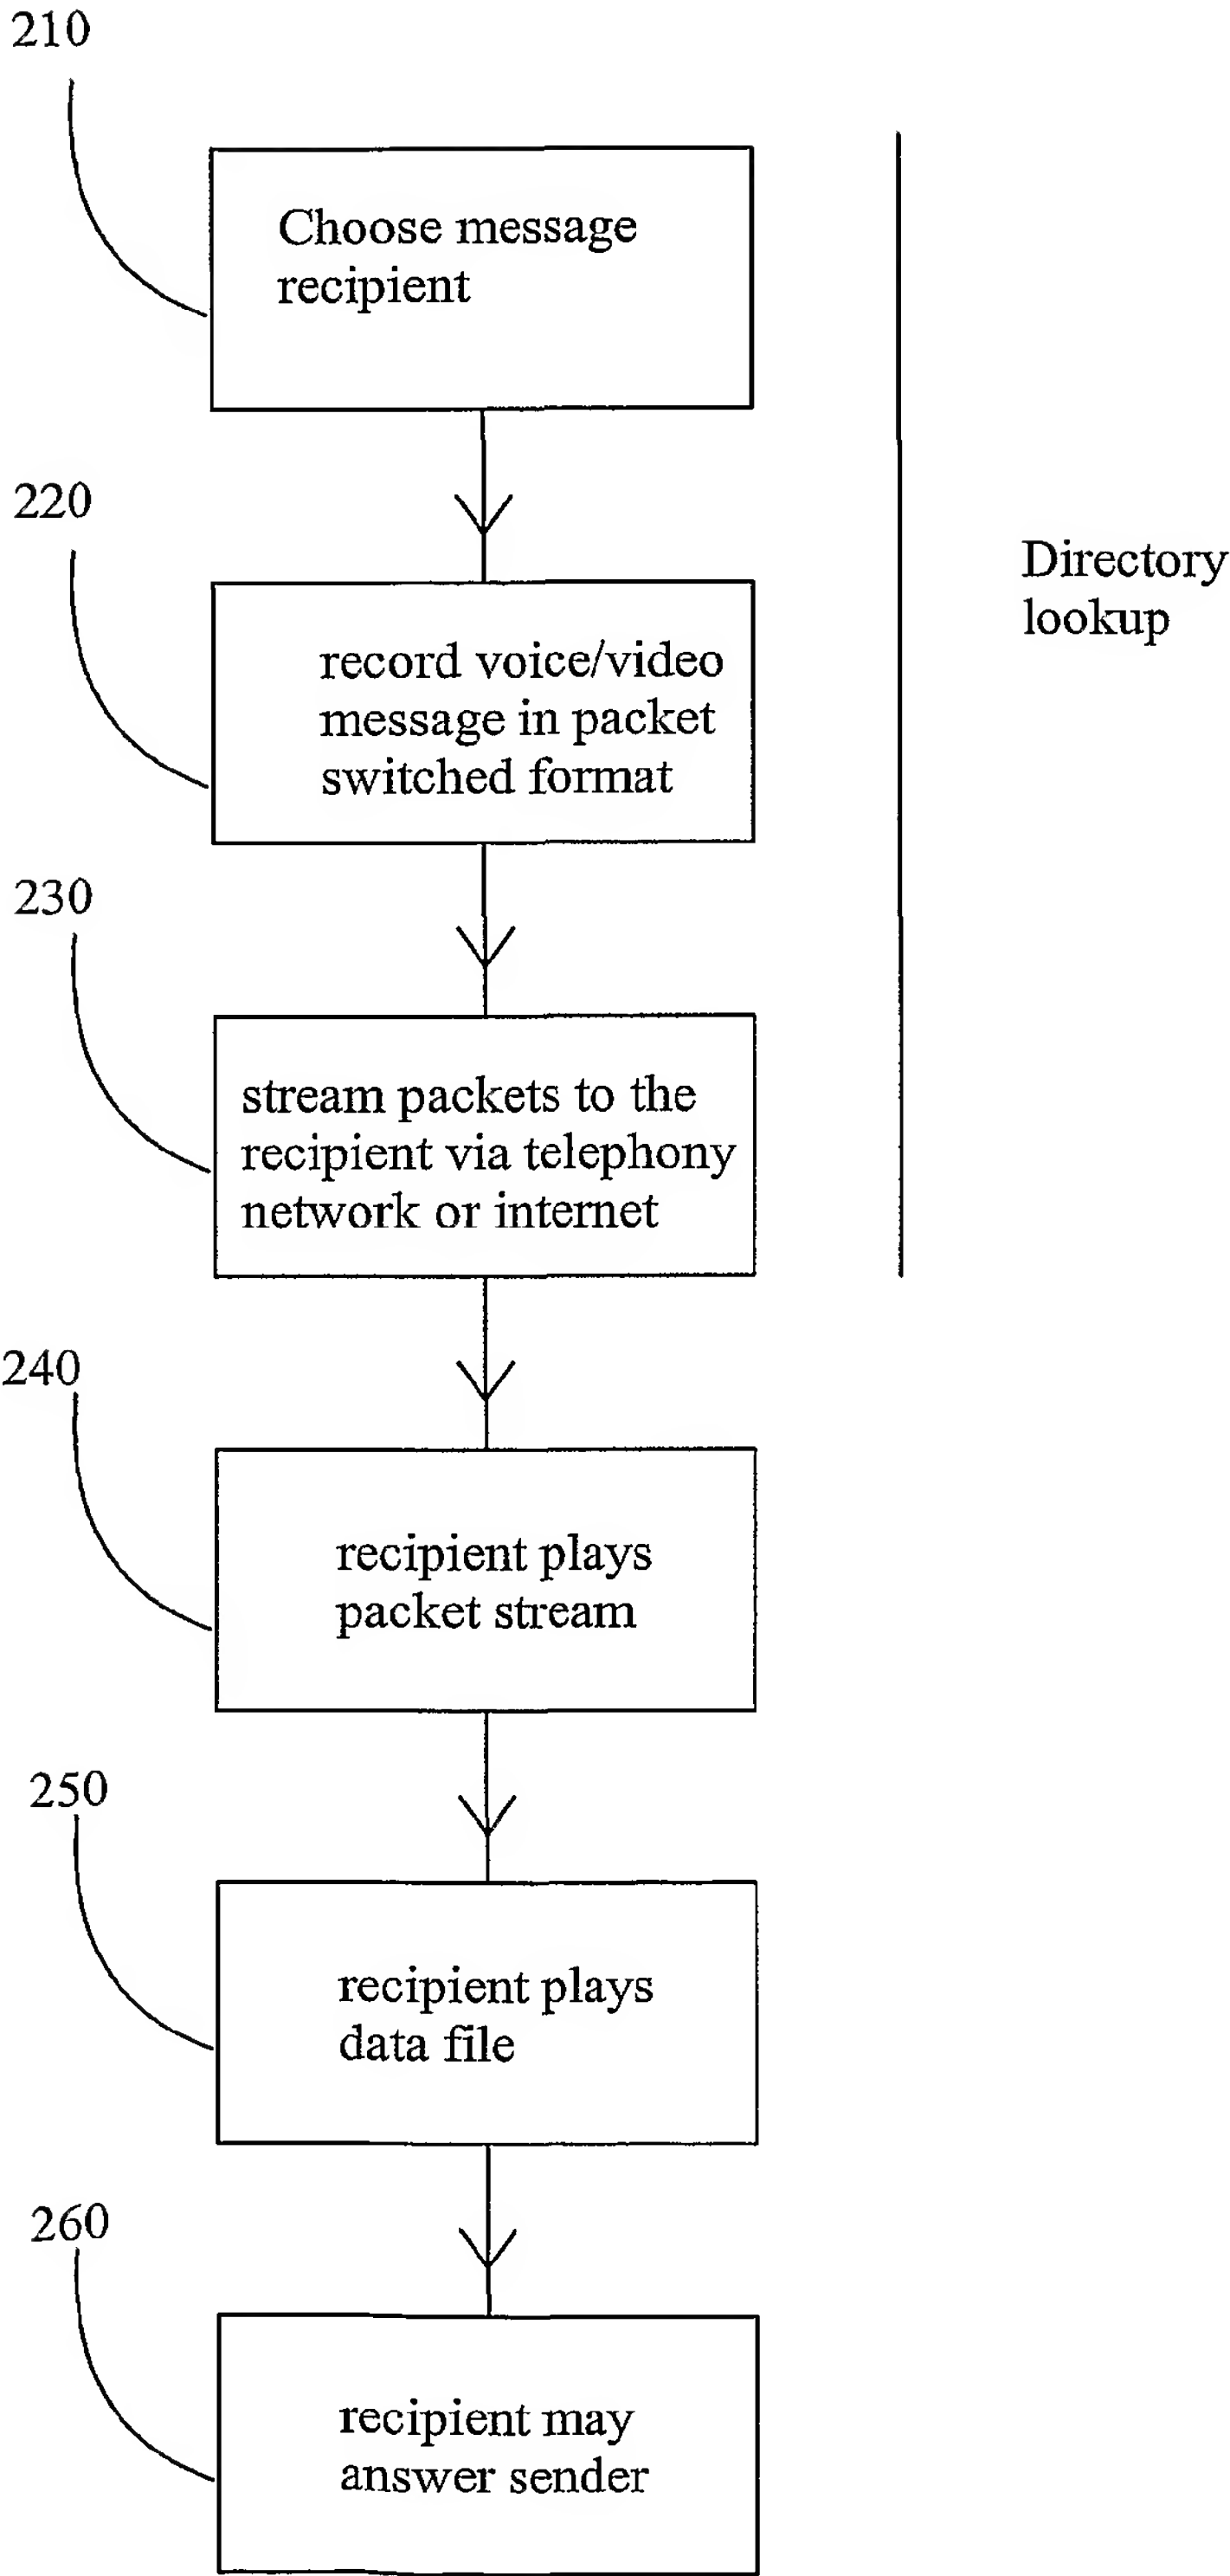 210
Choose message
recipient
220
record voice/video
message in packet
switched format
Directory
lookup
230
stream packets to the
recipient via telephony
network or internet
240
recipient plays
packet stream
250
recipient plays
data file
260
recipient may
answer sender